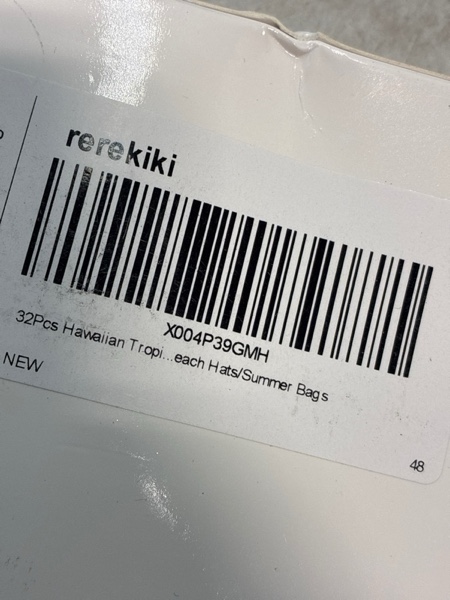 rerekiki
X004P39GMH
32Pcs Hawaiian Tropi...each Hats/Summer Bags
NEW
48